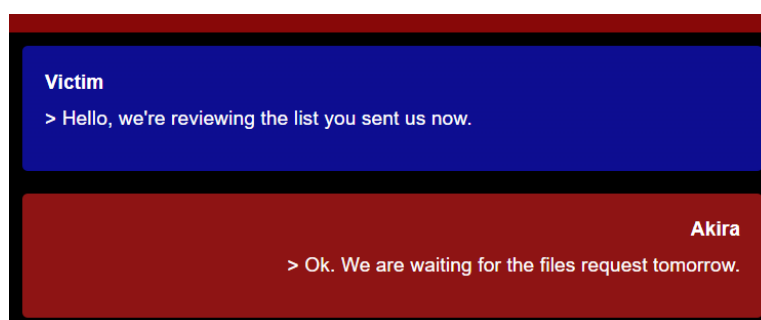 Victim
> Hello, we're reviewing the list you sent us now.
Akira
> Ok. We are waiting for the files request tomorrow.